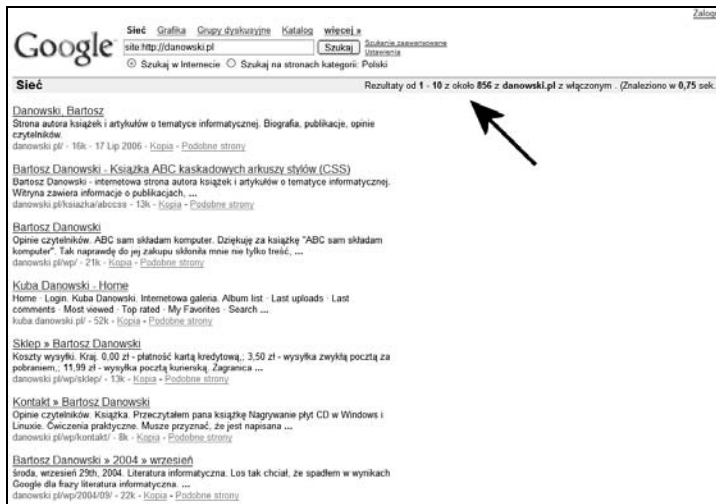 Zalogu
Google
Sieć Grafika Grupy dyskusyjne Katalog więcej »
site:http://danowski.pl Szukaj Szukanie zaawansowane
Ustawienia
Szukaj w Internecie Szukaj na stronach kategorii: Polski
Sieć Rezultaty od 1 - 10 z około 856 z danowski.pl z włączonym . (Znaleziono w 0,75 sek.
Danowski, Bartosz
Strona autora książek i artykułów o tematyce informatycznej. Biografia, publikacje, opinie
czytelników.
danowski.pl/ - 16k - 17 Lip 2006 - Kopia - Podobne strony
Bartosz Danowski - Książka ABC kaskadowych arkuszy stylów (CSS)
Bartosz Danowski - internetowa strona autora książek i artykułów o tematyce informatycznej.
Witryna zawiera informacje o publikacjach, ...
danowski.pl/ksiazka/abccss - 13k - Kopia - Podobne strony
Bartosz Danowski
Opinie czytelników. ABC sam składam komputer. Dziękuję za książkę "ABC sam składam
komputer". Tak naprawdę do jej zakupu skłoniła mnie nie tylko treść, ...
danowski.pl/wp/ - 21k - Kopia - Podobne strony
Kuba Danowski - Home
Home · Login. Kuba Danowski. Internetowa galeria. Album list · Last uploads · Last
comments · Most viewed · Top rated · My Favorites · Search ...
kuba.danowski.pl/ - 52k - Kopia - Podobne strony
Sklep » Bartosz Danowski
Koszty wysyłki. Kraj. 0,00 zł - płatność kartą kredytową,; 3,50 zł - wysyłka zwykłą pocztą za
pobraniem,; 11,99 zł - wysyłka pocztą kurierską. Zagranica ...
danowski.pl/wp/sklep/ - 13k - Kopia - Podobne strony
Kontakt » Bartosz Danowski
Opinie czytelników. Książka. Przeczytałem pana książkę Nagrywanie płyt CD w Windows i
Linuxie. Ćwiczenia praktyczne. Musze przyznać, że jest napisana ...
danowski.pl/wp/kontakt/ - 8k - Kopia - Podobne strony
Bartosz Danowski » 2004 » wrzesień
środa, wrzesień 29th, 2004. Literatura informatyczna. Los tak chciał, że spadłem w wynikach
Google dla frazy literatura informatyczna. ...
danowski.pl/wp/2004/09/ - 22k - Kopia - Podobne strony